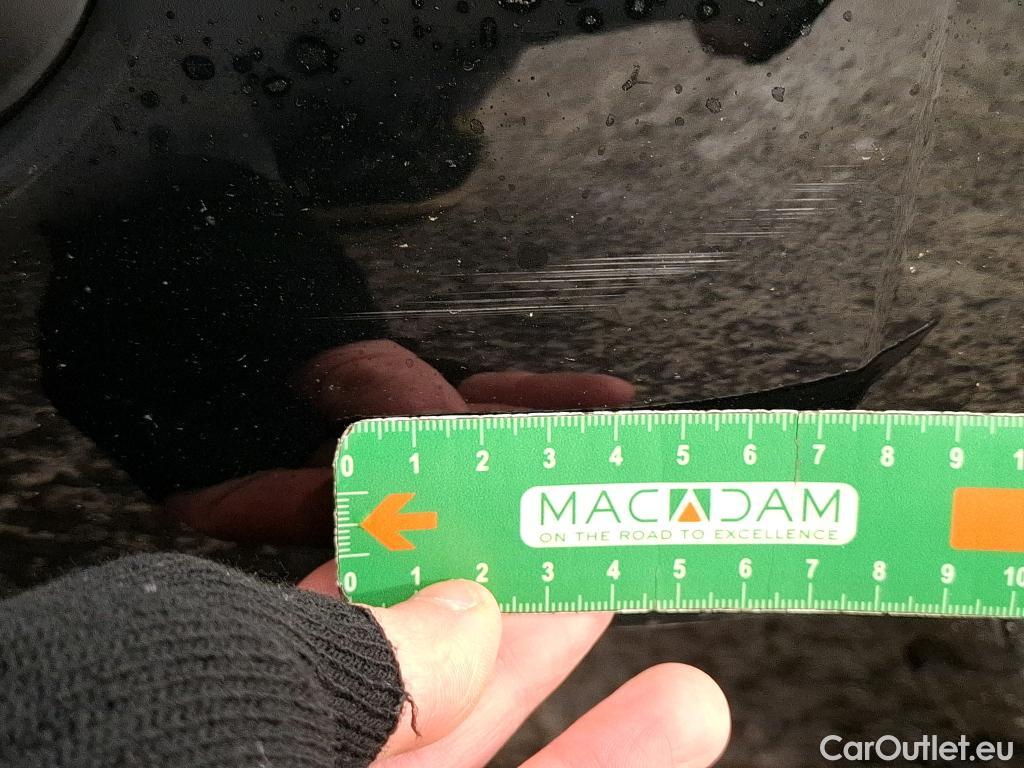 0 1 2 3 4 5 6 7 8 9 1
MACADAM
ON THE ROAD TO EXCELLENCE
0 1 2 3 4 5 6 7 8 9 10
CarOutlet.eu